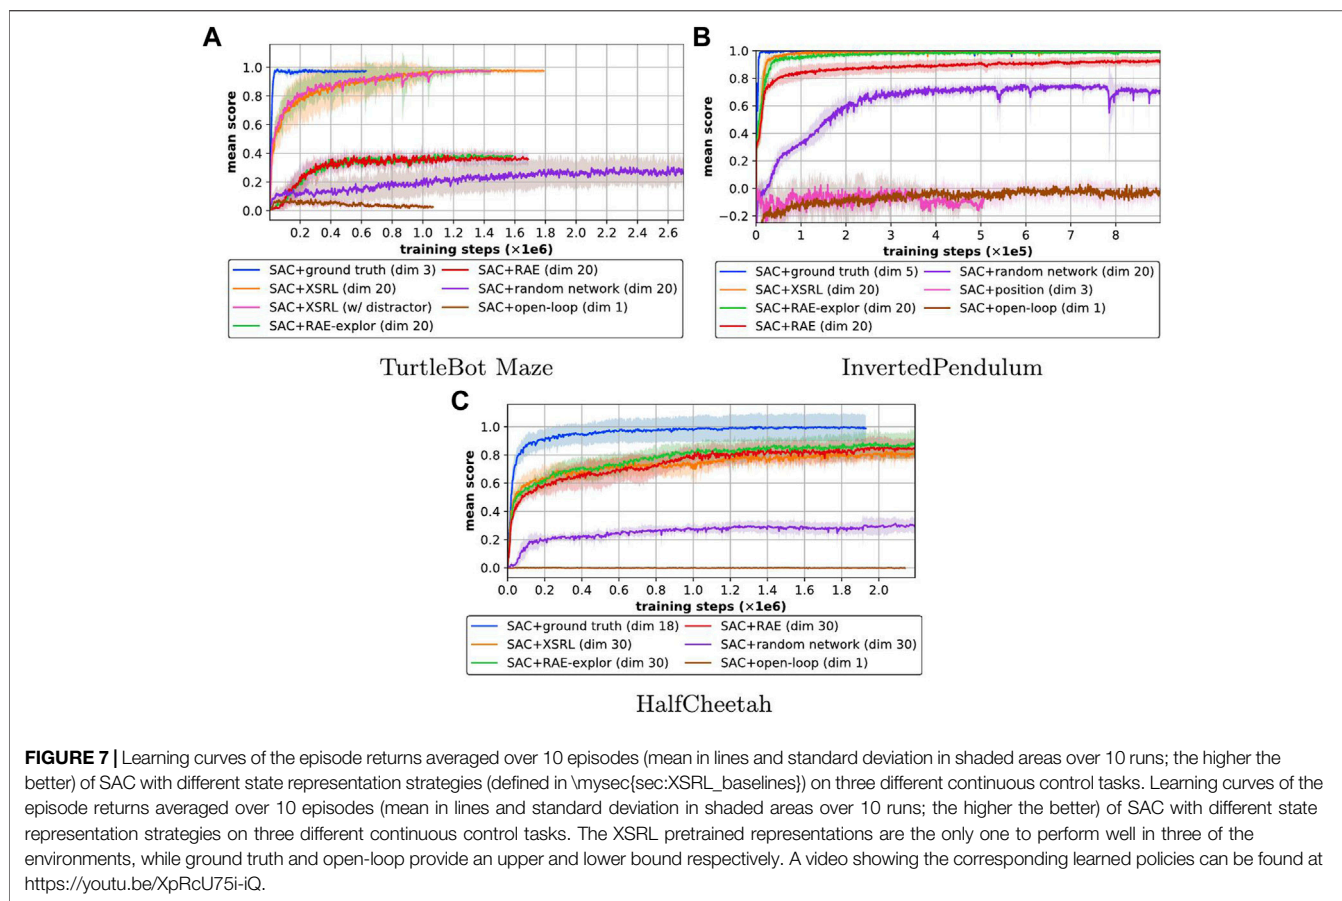 A
mean score
1.0
0.8
0.6
0.4
0.2
0.0
0.2 0.4 0.6 0.8 1.0 1.2 1.4 1.6 1.8 2.0 2.2 2.4 2.6
training steps (×1e6)
SAC+ground truth (dim 3) SAC+RAE (dim 20)
SAC+XSRL (dim 20) SAC+random network (dim 20)
SAC+XSRL (w/ distractor) SAC+open-loop (dim 1)
SAC+RAE-explor (dim 20)
TurtleBot Maze
B
mean score
1.0
0.8
0.6
0.4
0.2
0.0
−0.2
0 1 2 3 4 5 6 7 8
training steps (×1e5)
SAC+ground truth (dim 5) SAC+random network (dim 20)
SAC+XSRL (dim 20) SAC+position (dim 3)
SAC+RAE-explor (dim 20) SAC+open-loop (dim 1)
SAC+RAE (dim 20)
InvertedPendulum
C
mean score
1.0
0.8
0.6
0.4
0.2
0.0
0.0 0.2 0.4 0.6 0.8 1.0 1.2 1.4 1.6 1.8 2.0
training steps (×1e6)
SAC+ground truth (dim 18) SAC+RAE (dim 30)
SAC+XSRL (dim 30) SAC+random network (dim 30)
SAC+RAE-explor (dim 30) SAC+open-loop (dim 1)
HalfCheetah
FIGURE 7 | Learning curves of the episode returns averaged over 10 episodes (mean in lines and standard deviation in shaded areas over 10 runs; the higher the
better) of SAC with different state representation strategies (defined in \mysec{sec:XSRL_baselines}) on three different continuous control tasks. Learning curves of the
episode returns averaged over 10 episodes (mean in lines and standard deviation in shaded areas over 10 runs; the higher the better) of SAC with different state
representation strategies on three different continuous control tasks. The XSRL pretrained representations are the only one to perform well in three of the
environments, while ground truth and open-loop provide an upper and lower bound respectively. A video showing the corresponding learned policies can be found at
https://youtu.be/XpRcU75i-iQ.